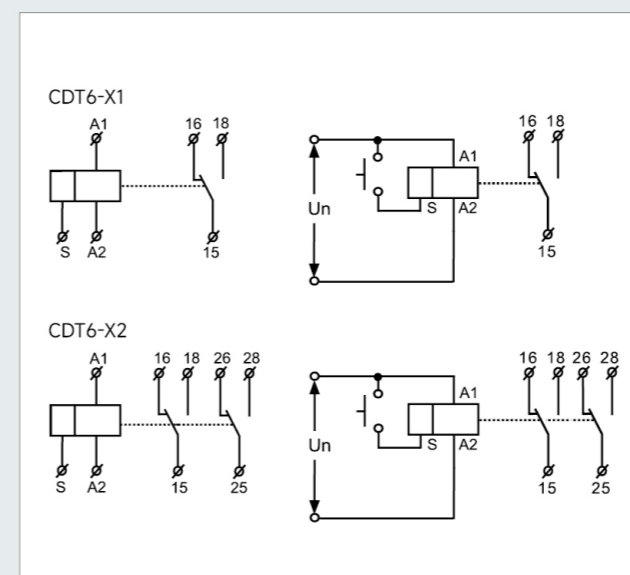 CDT6-X1
A1 16 18
S A2 15
16 18
A1
Un S A2
15
CDT6-X2
A1 16 18 26 28
S A2 15 25
16 18 26 28
A1
Un S A2
15 25